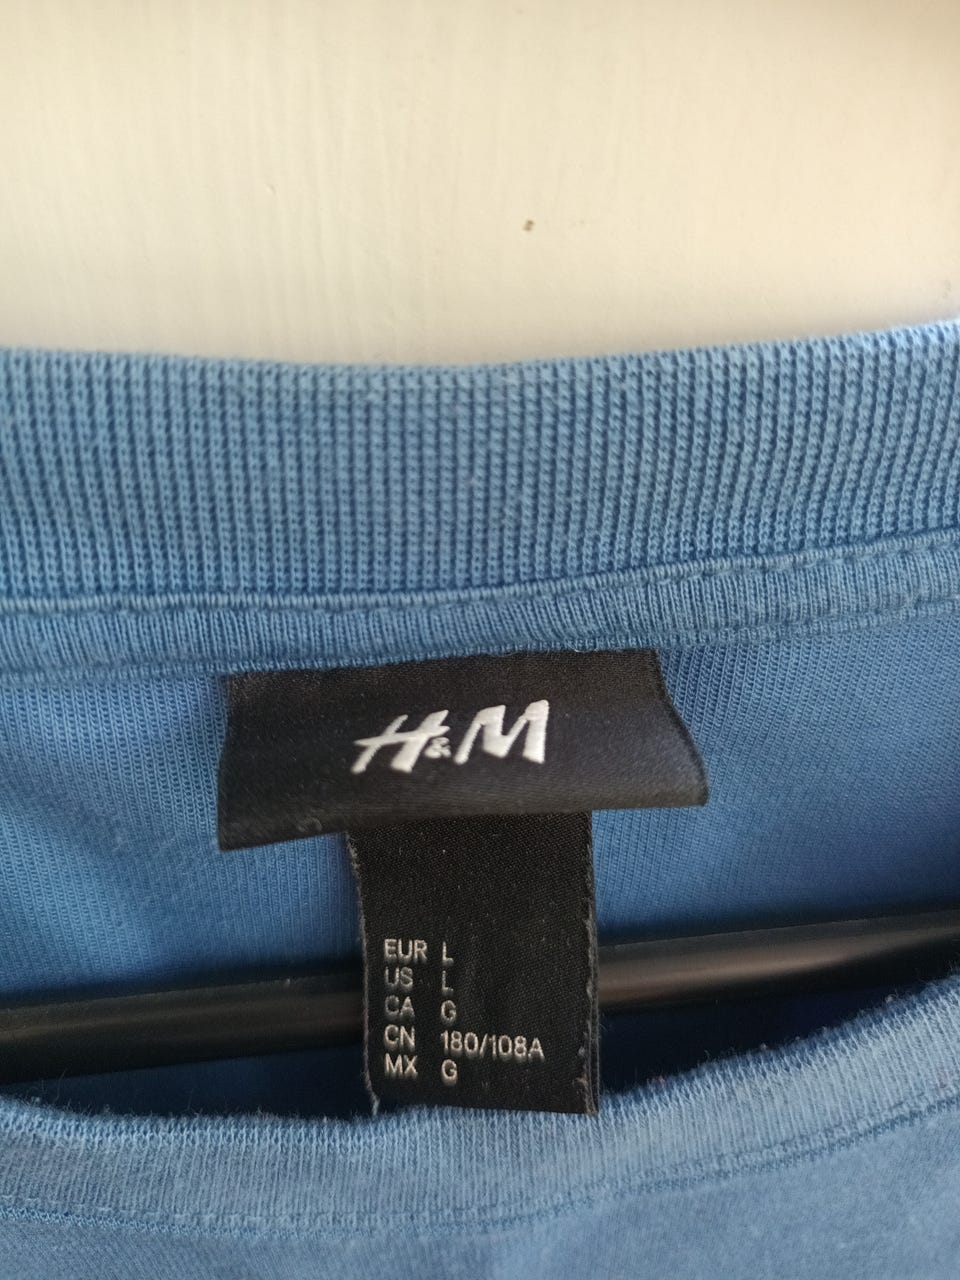 H&M
EUR L
US L
CA G
CN 180/108A
MX G